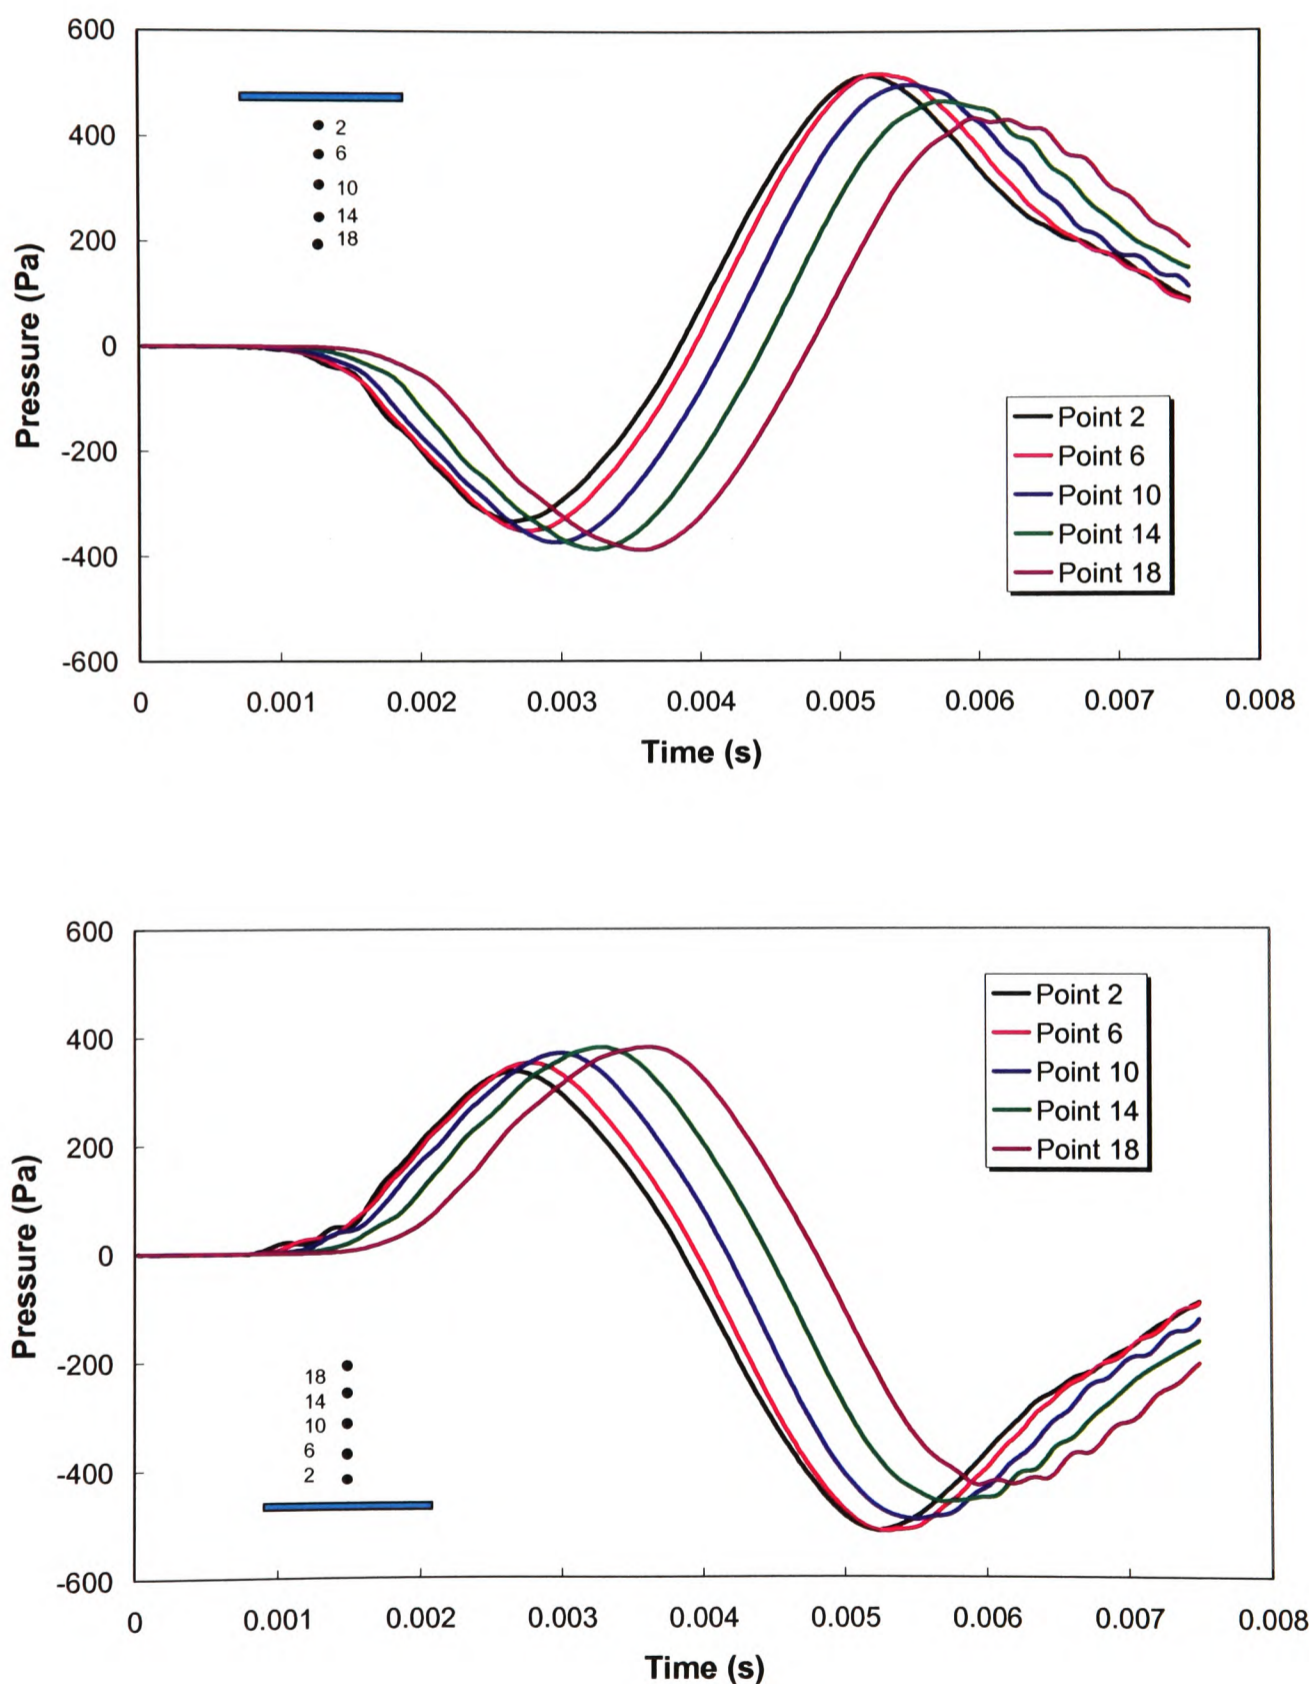 600
400
200
0
-200
-400
-600
Pressure (Pa)
2
6
10
14
18
Point 2
Point 6
Point 10
Point 14
Point 18
0 0.001 0.002 0.003 0.004 0.005 0.006 0.007 0.008
Time (s)
600
400
200
0
-200
-400
-600
Pressure (Pa)
Point 2
Point 6
Point 10
Point 14
Point 18
18
14
10
6
2
0 0.001 0.002 0.003 0.004 0.005 0.006 0.007 0.008
Time (s)